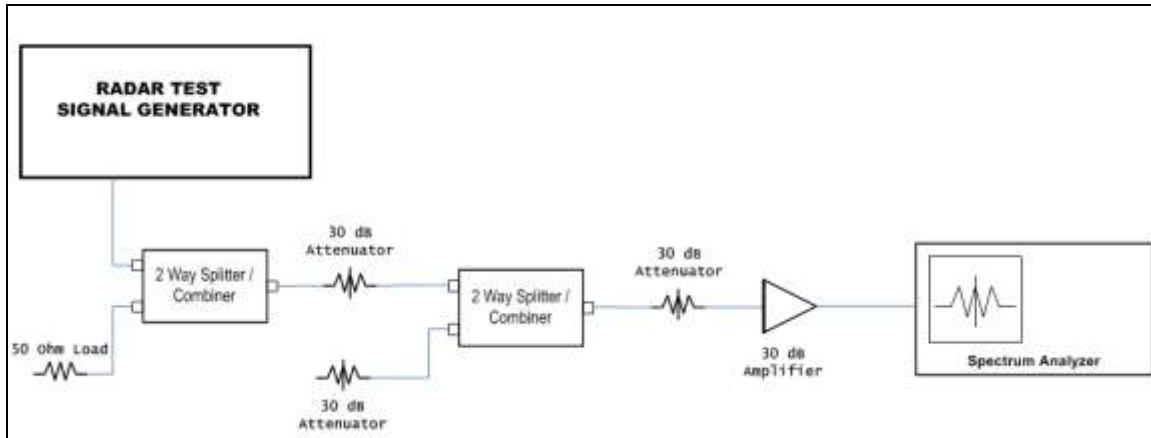 RADAR TEST
SIGNAL GENERATOR
30 dB
Attenuator
2 Way Splitter /
Combiner
50 Ohm Load
30 dB
Attenuator
2 Way Splitter /
Combiner
30 dB
Attenuator
30 dB
Amplifier
Spectrum Analyzer